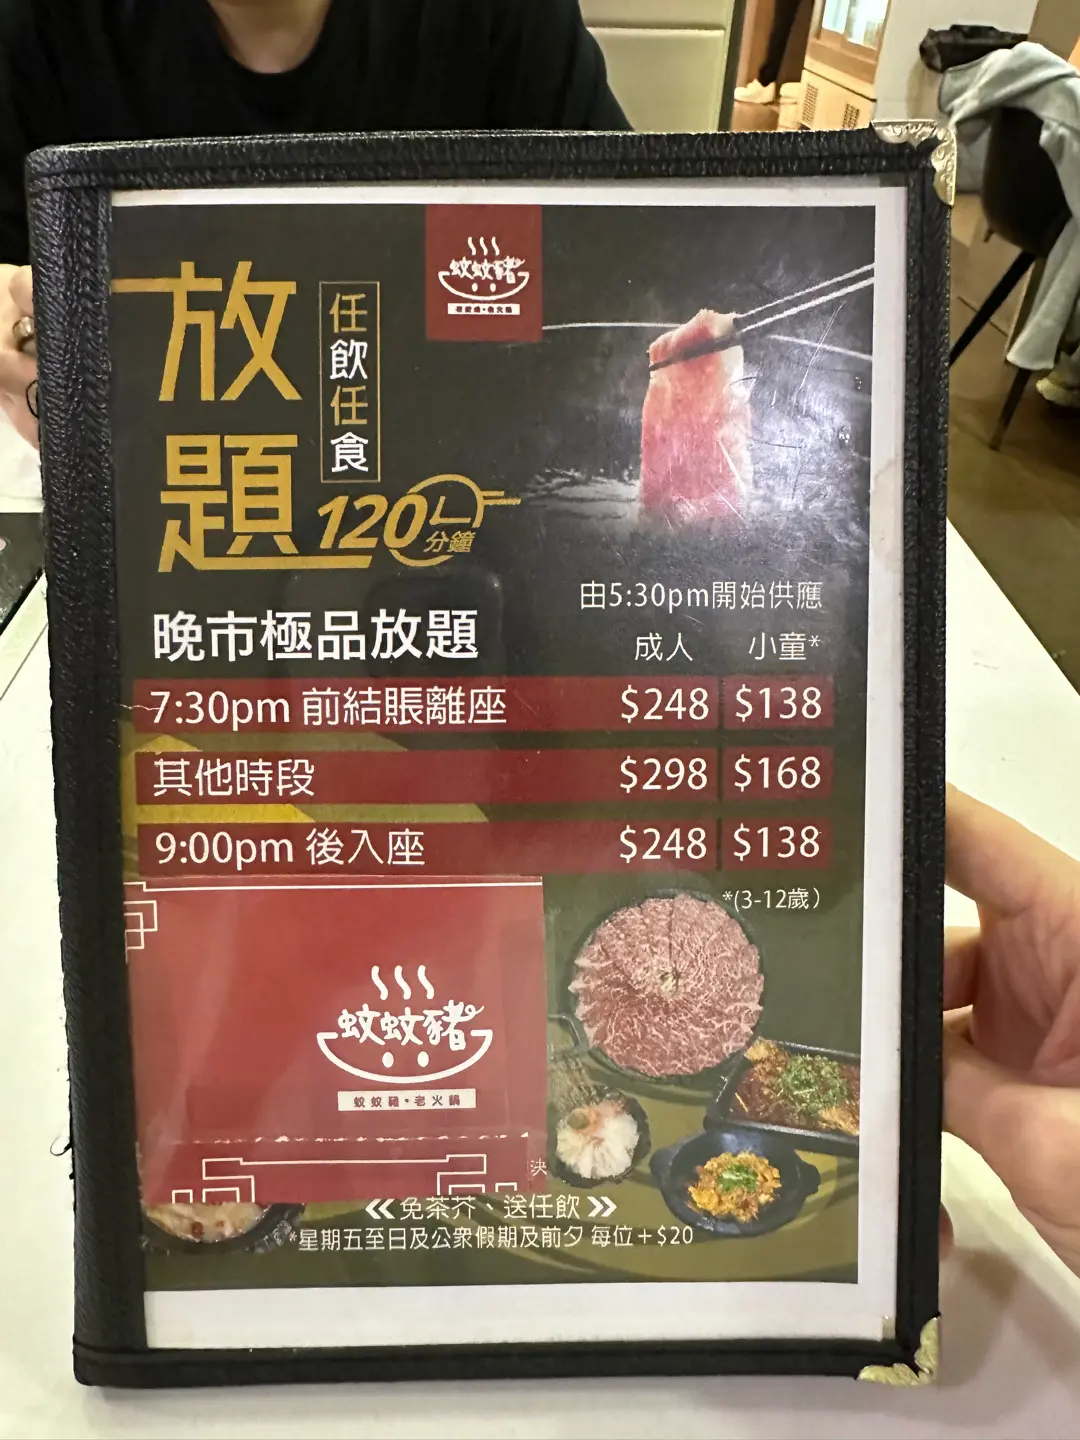 蚊蚊豬
放題
任飲任食
120分鐘
由5:30pm開始供應
晚市極品放題
成人 小童*
7:30pm 前結賬離座 $248 $138
其他時段 $298 $168
9:00pm 後入座 $248 $138
*(3-12歲)
蚊蚊豬
蚊蚊豬·老火鍋
≪免茶芥、送任飲≫
*星期五至日及公眾假期及前夕 每位+$20